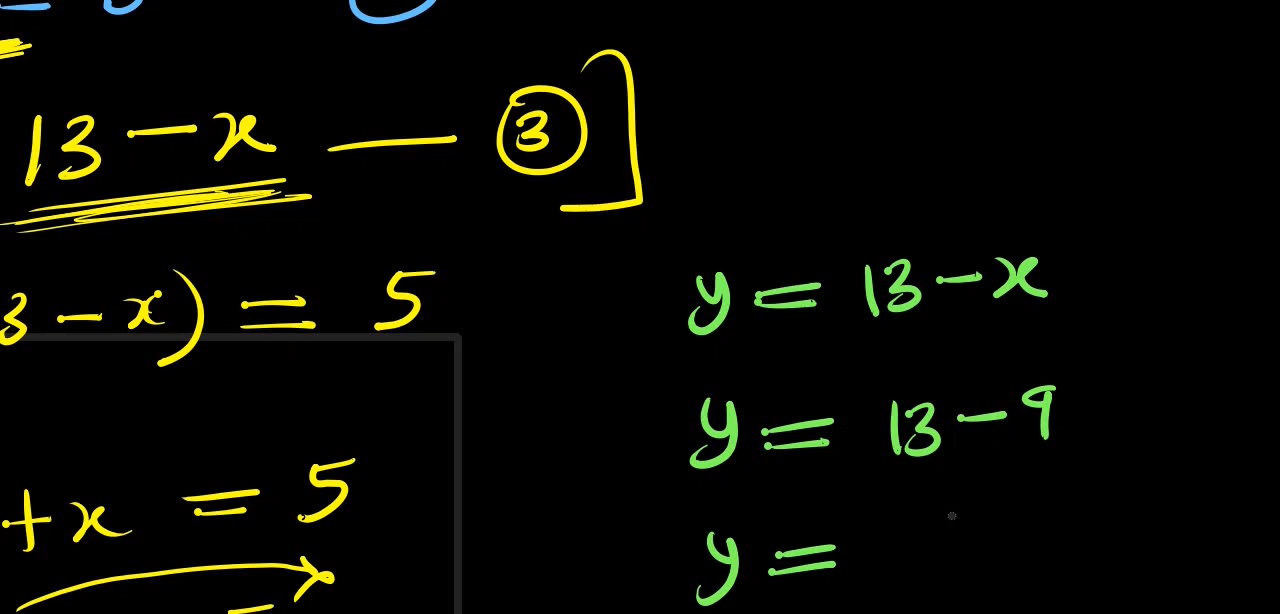 13 - x — ③
3 - x) = 5
+ x = 5
y = 13 - x
y = 13 - 9
y =